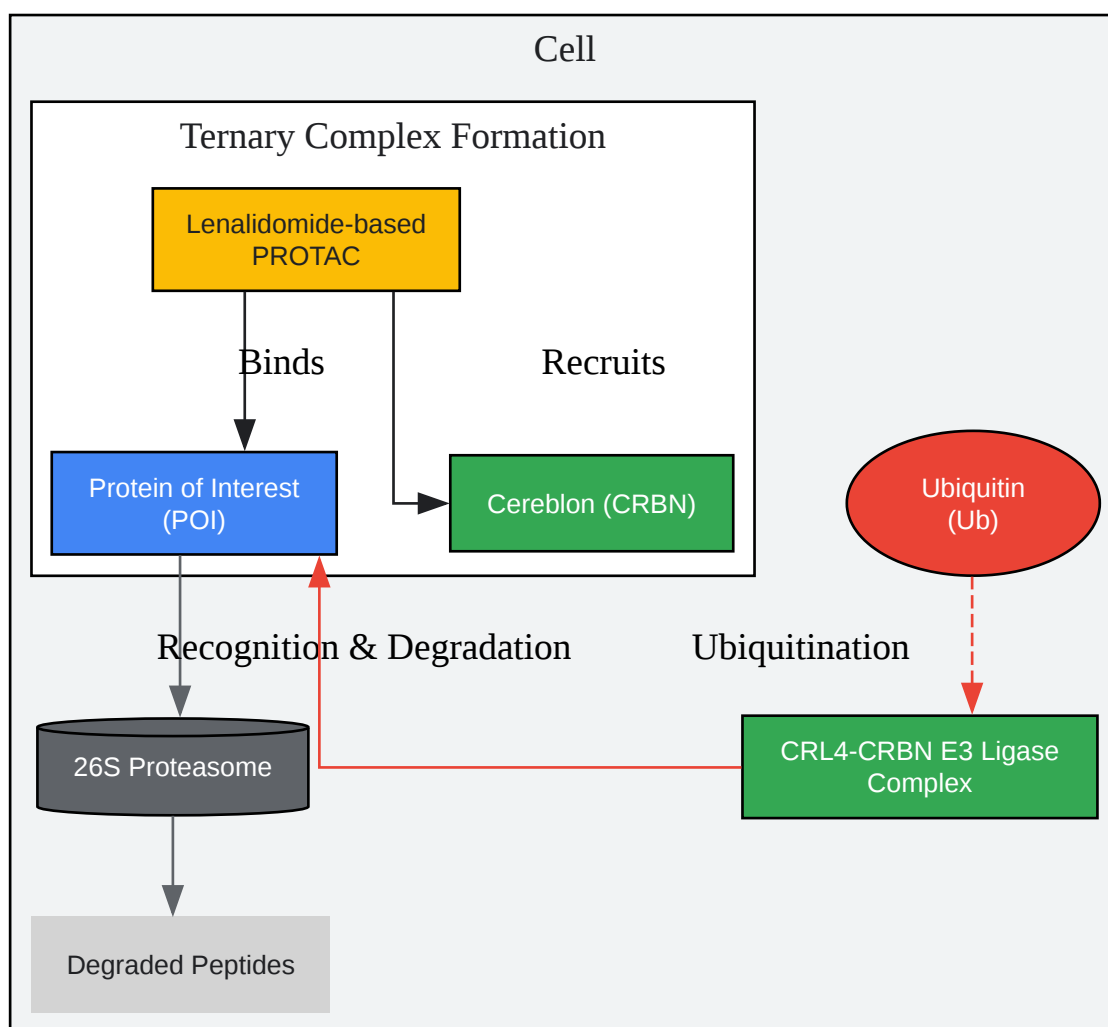 Cell
Ternary Complex Formation
Lenalidomide-based
PROTAC
Binds
Recruits
Protein of Interest
(POI)
Cereblon (CRBN)
Ubiquitin
(Ub)
Recognition & Degradation
Ubiquitination
26S Proteasome
CRL4-CRBN E3 Ligase
Complex
Degraded Peptides